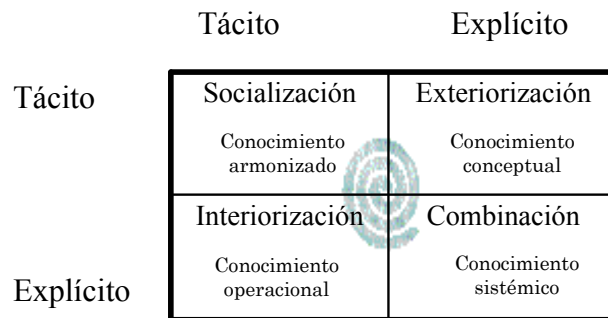 Tácito Explícito
Tácito
Socialización Exteriorización
Conocimiento armonizado
Conocimiento conceptual
Interiorización Combinación
Explícito
Conocimiento operacional
Conocimiento sistémico